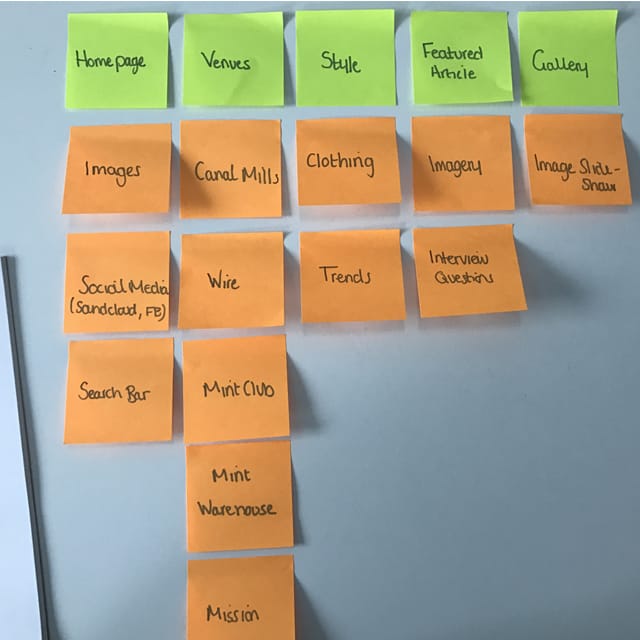 Homepage
Venues
Style
Featured
Article
Gallery
Images
Canal Mills
Clothing
Imagery
Image Slide-
Show
Social Media
(Sandcloud, FB)
Wire
Trends
Interview
Questions
Search Bar
Mint Club
Mint
Warehouse
Mission